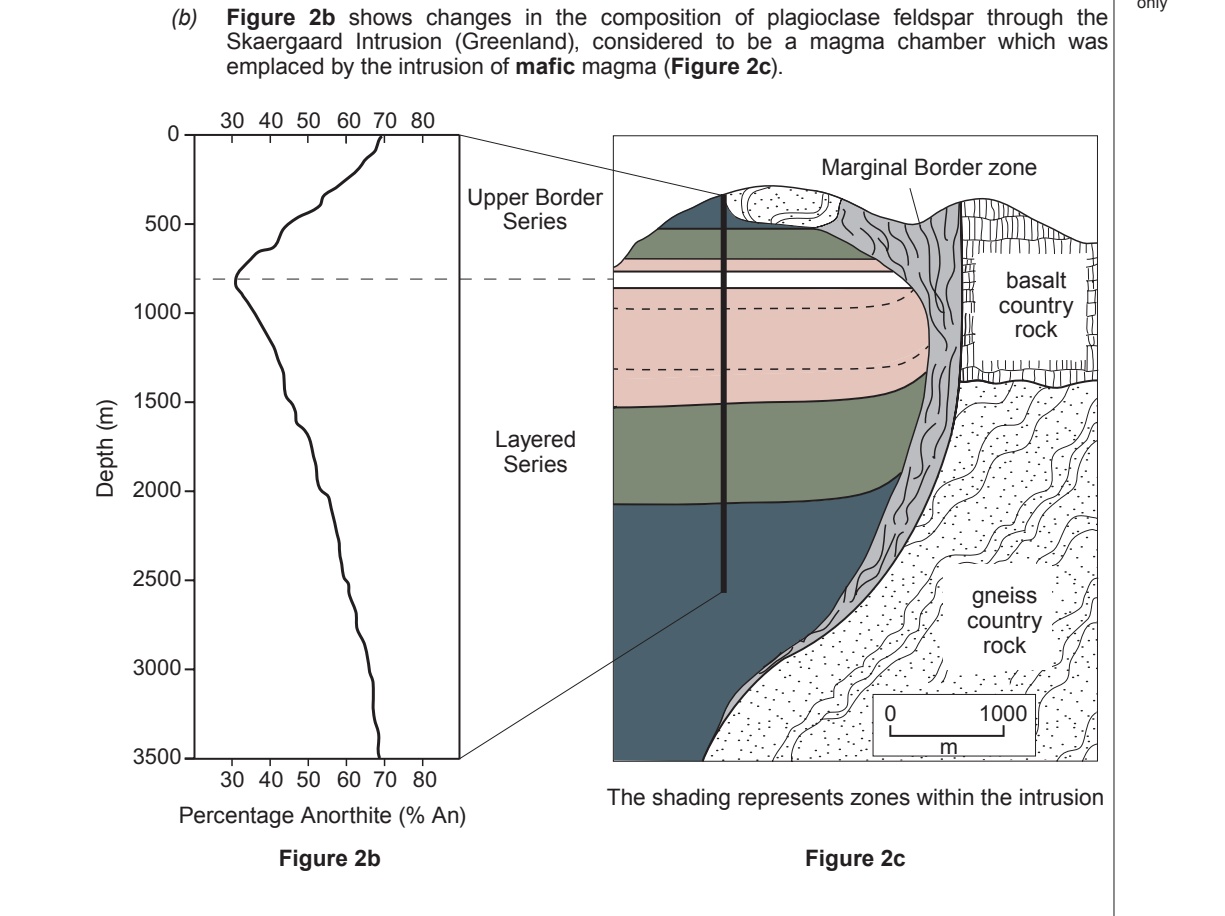 only
(b) Figure 2b shows changes in the composition of plagioclase feldspar through the
Skaergaard Intrusion (Greenland), considered to be a magma chamber which was
emplaced by the intrusion of mafic magma (Figure 2c).
30 40 50 60 70 80
0
500
1000
1500
2000
2500
3000
3500
Depth (m)
30 40 50 60 70 80
Percentage Anorthite (% An)
Figure 2b
Upper Border
Series
Layered
Series
Marginal Border zone
basalt
country
rock
gneiss
country
rock
0 1000
m
The shading represents zones within the intrusion
Figure 2c